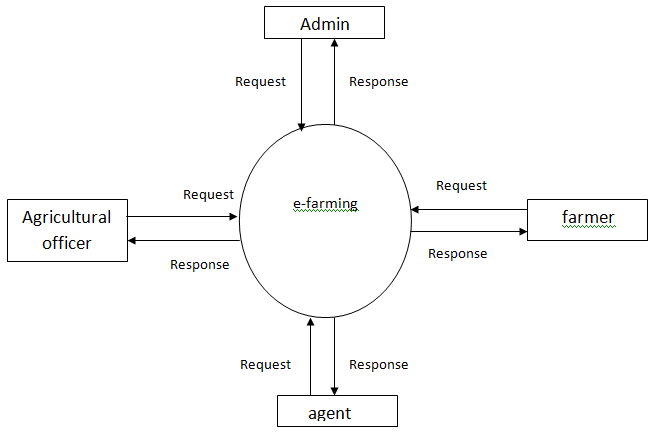 Admin
Request
Response
Request
Request
e-farming
Agricultural
officer
farmer
Response
Response
Request
Response
agent